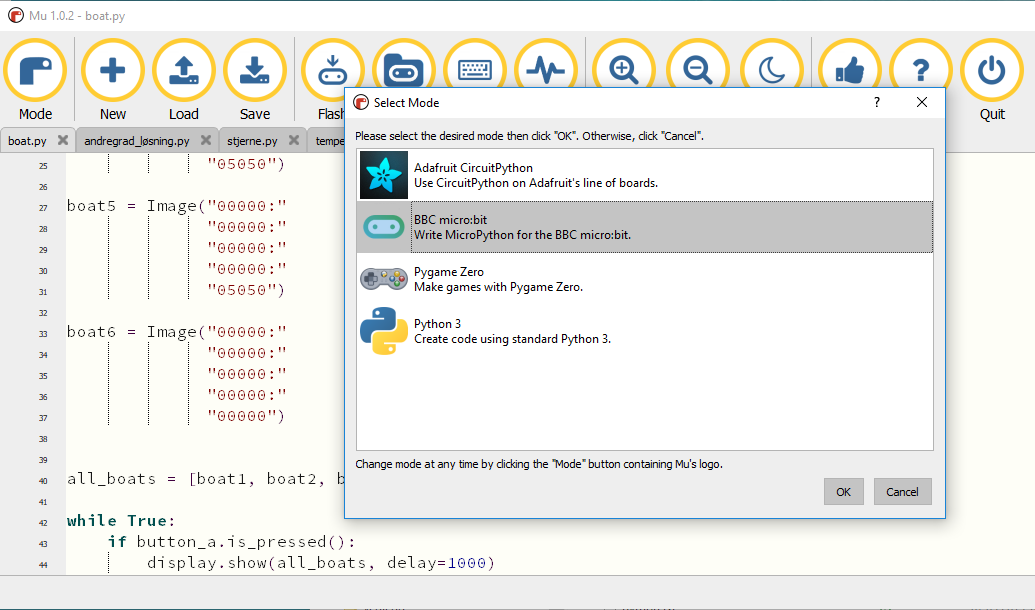 Mu 1.0.2 - boat.py
Mode
New
Load
Save
Flash
Quit
boat.py
andregrad_løsning.py
stjerne.py
tempe
25 "05050")
26
27 boat5 = Image("00000:"
28 "00000:"
29 "00000:"
30 "00000:"
31 "05050")
32
33 boat6 = Image("00000:"
34 "00000:"
35 "00000:"
36 "00000:"
37 "00000")
38
39
40 all_boats = [boat1, boat2, b
41
42 while True:
43 if button_a.is_pressed():
44 display.show(all_boats, delay=1000)
Select Mode
?
Please select the desired mode then click "OK". Otherwise, click "Cancel".
Adafruit CircuitPython
Use CircuitPython on Adafruit's line of boards.
BBC micro:bit
Write MicroPython for the BBC micro:bit.
Pygame Zero
Make games with Pygame Zero.
Python 3
Create code using standard Python 3.
Change mode at any time by clicking the "Mode" button containing Mu's logo.
OK
Cancel